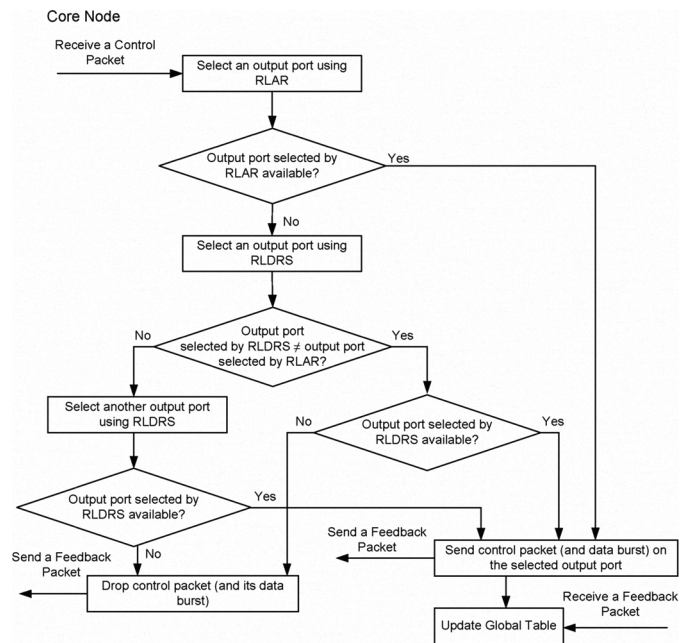 Core Node
Receive a Control
Packet
Select an output port using
RLAR
Output port selected by
RLAR available?
Yes
No
Select an output port using
RLDRS
Output port
selected by RLDRS ≠ output port
selected by RLAR?
No
Yes
Select another output port
using RLDRS
No
Output port selected by
RLDRS available?
Yes
Output port selected by
RLDRS available?
Yes
No
Send a Feedback
Packet
Drop control packet (and its data
burst)
Send a Feedback
Packet
Send control packet (and data burst) on
the selected output port
Receive a Feedback
Packet
Update Global Table